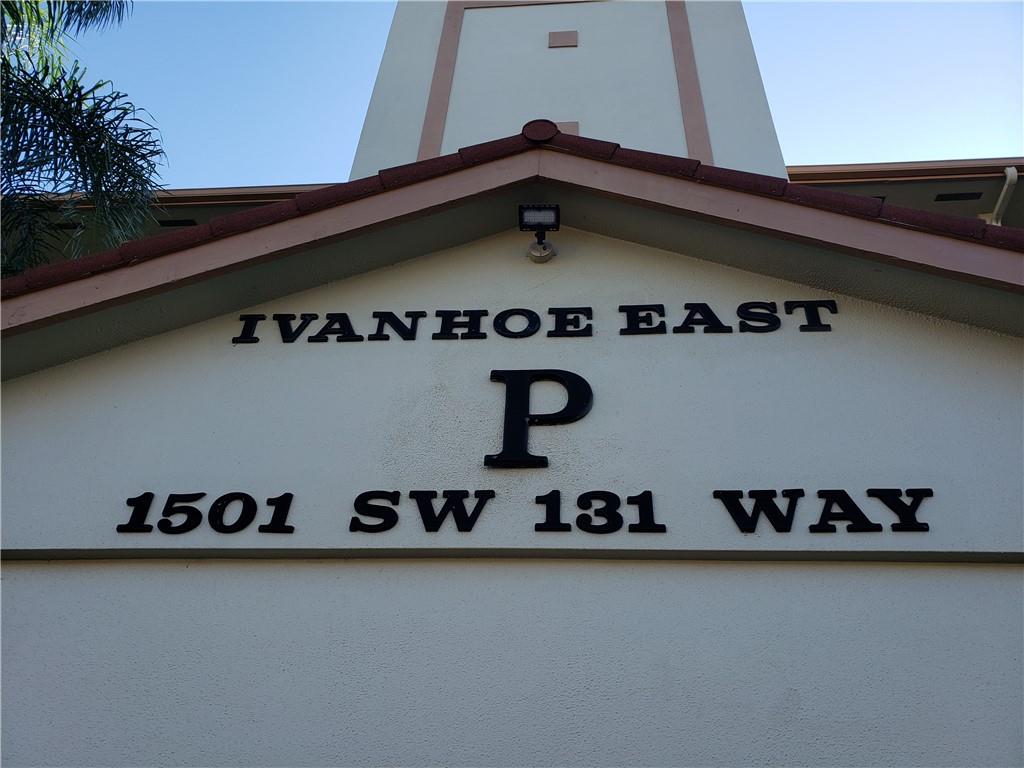 IVANHOE EAST
P
1501 SW 131 WAY